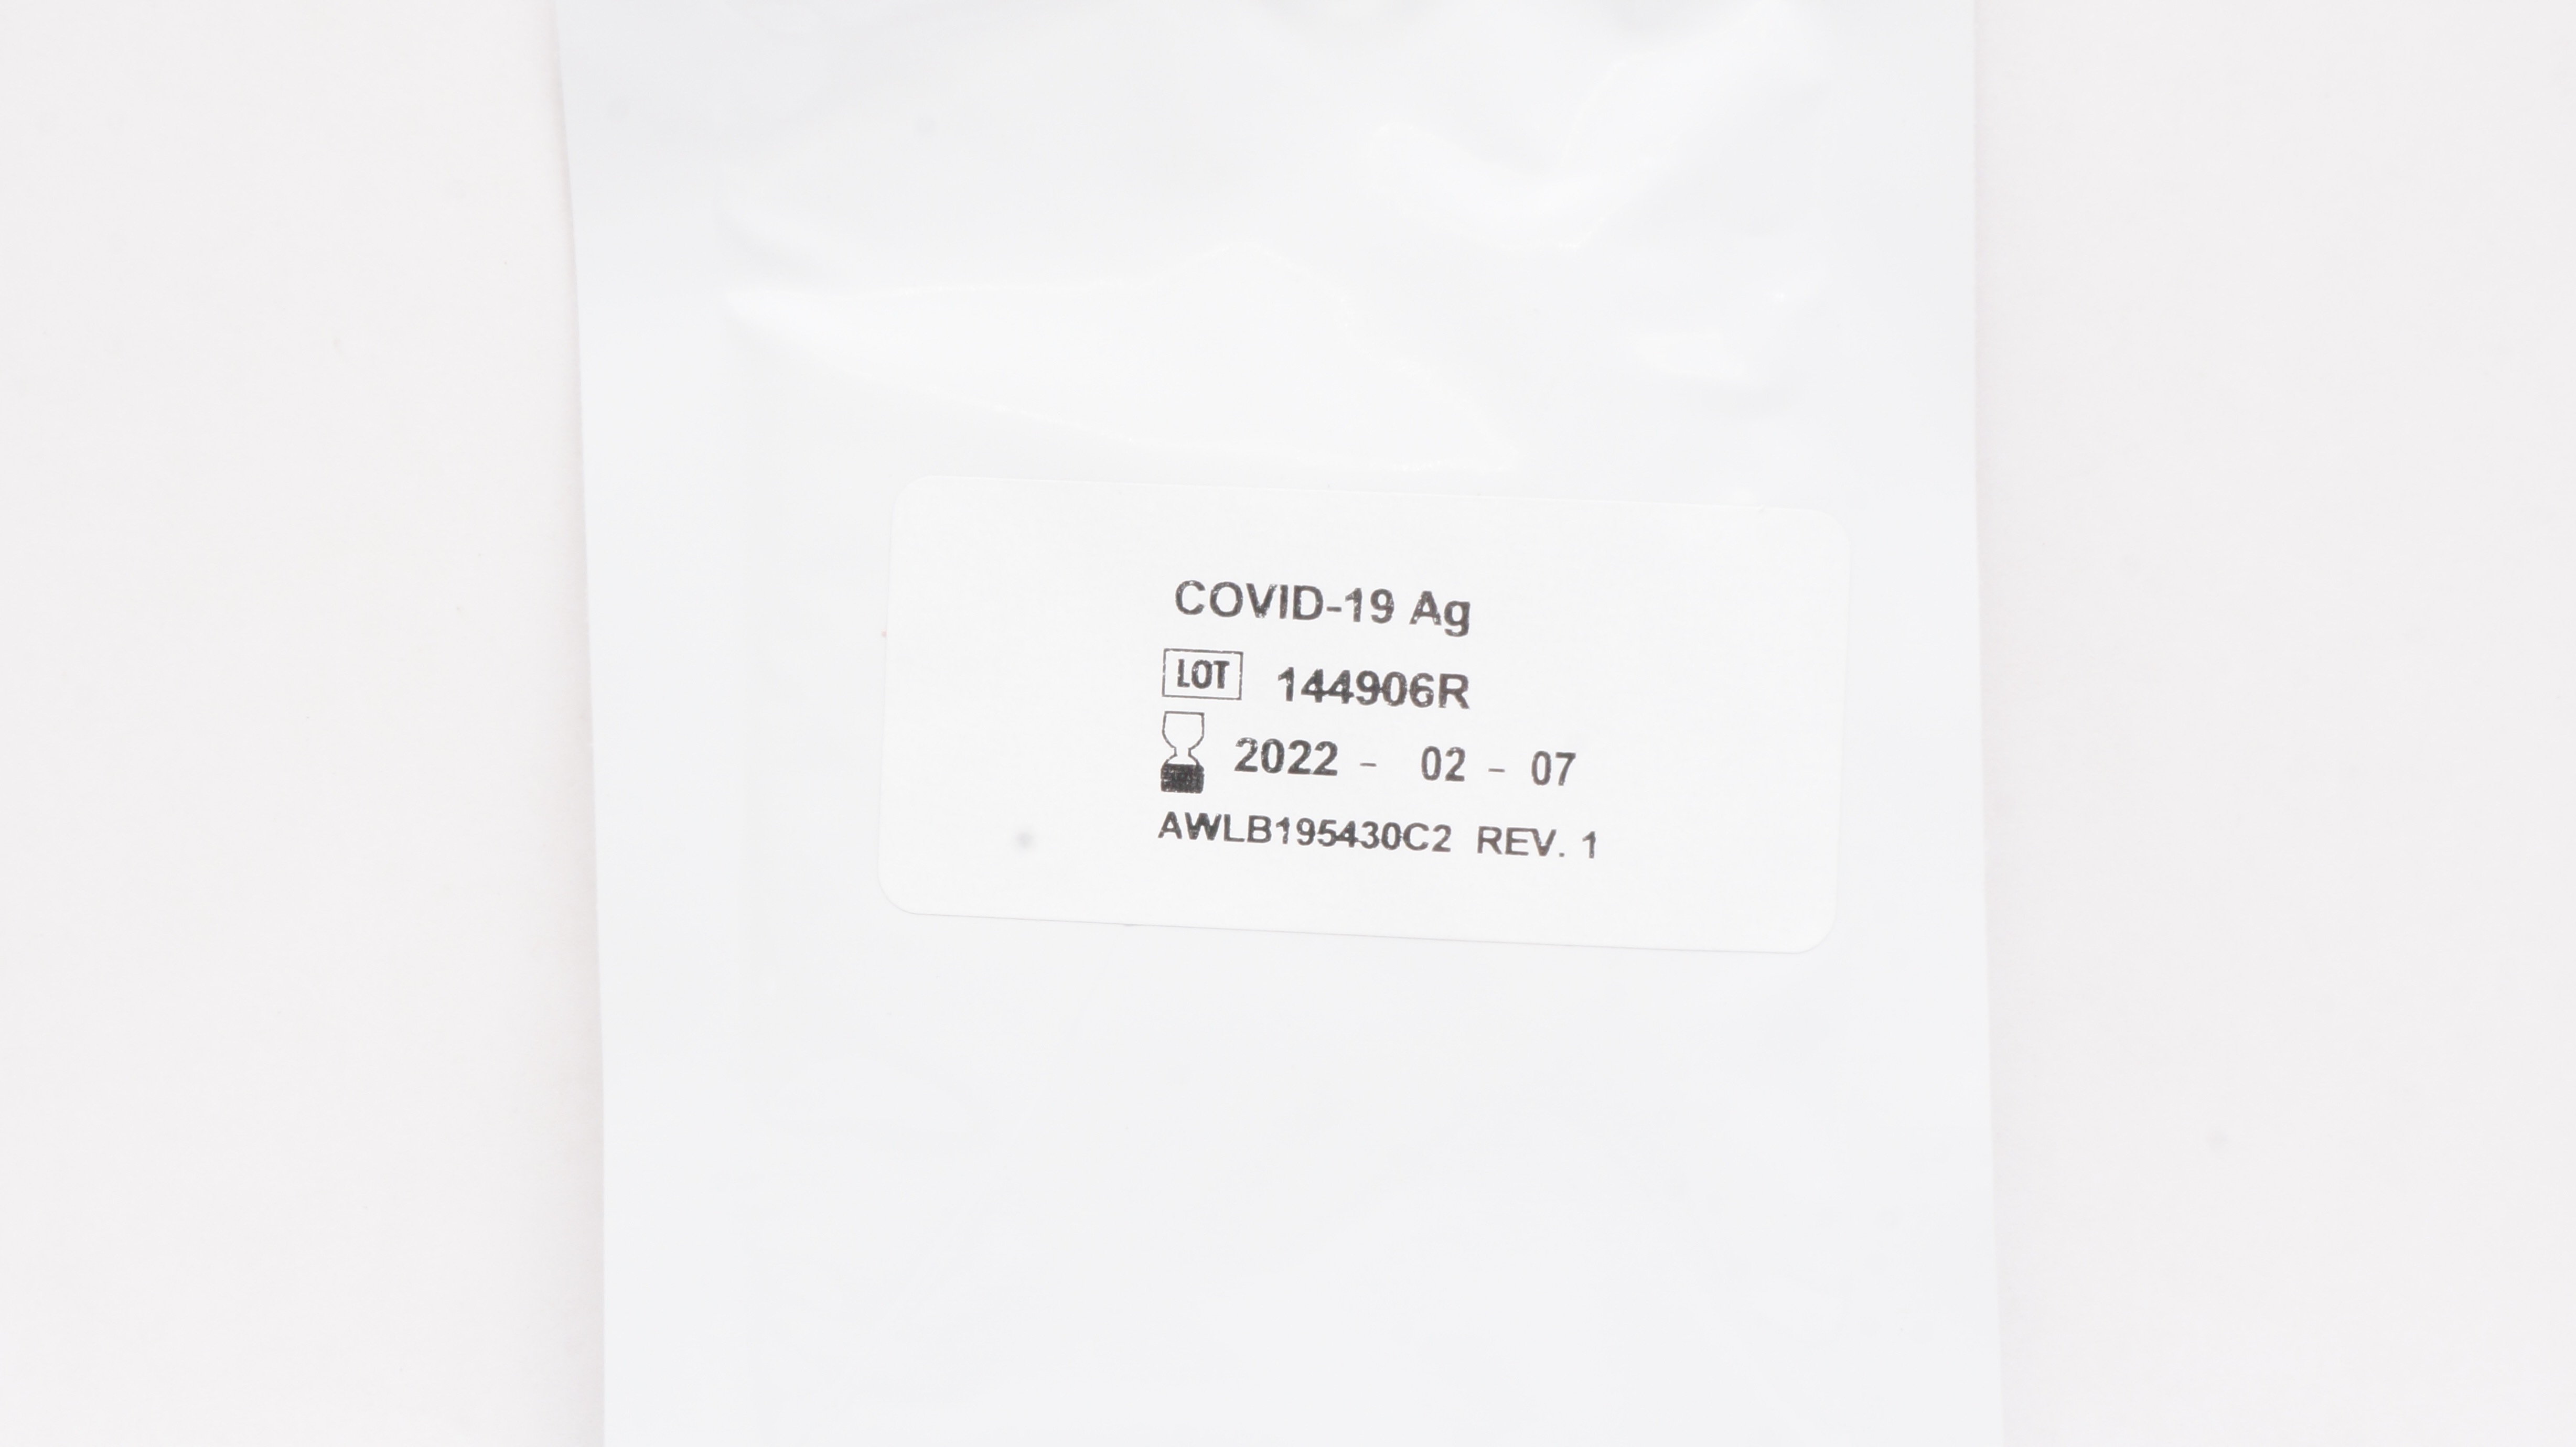 COVID-19 Ag
LOT 144906R
2022 - 02 - 07
AWLB195430C2 REV. 1